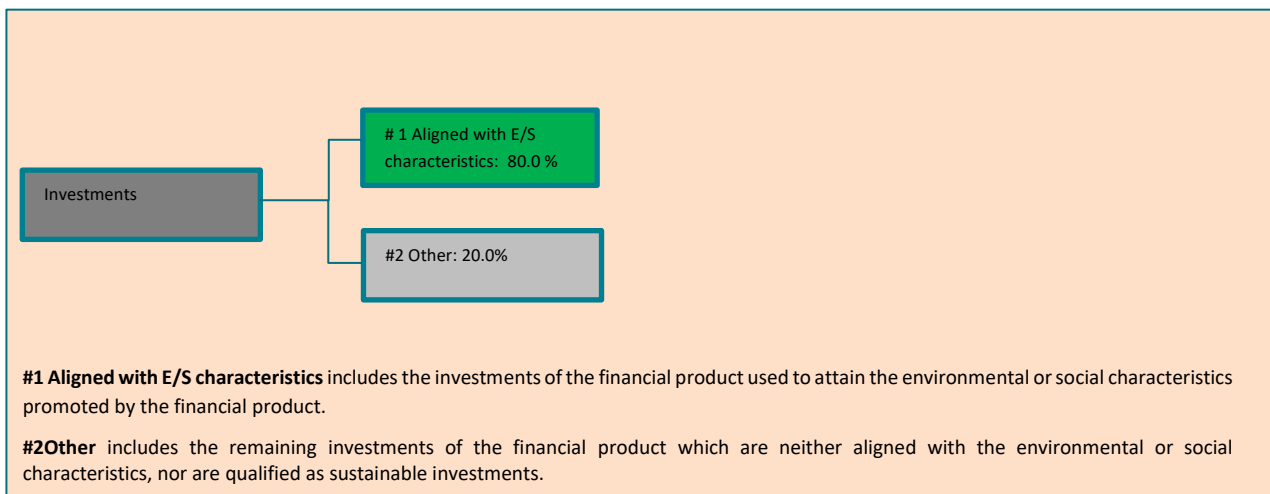 # 1 Aligned with E/S
characteristics: 80.0 %
Investments
#2 Other: 20.0%
#1 Aligned with E/S characteristics includes the investments of the financial product used to attain the environmental or social characteristics
promoted by the financial product.
#2Other includes the remaining investments of the financial product which are neither aligned with the environmental or social
characteristics, nor are qualified as sustainable investments.